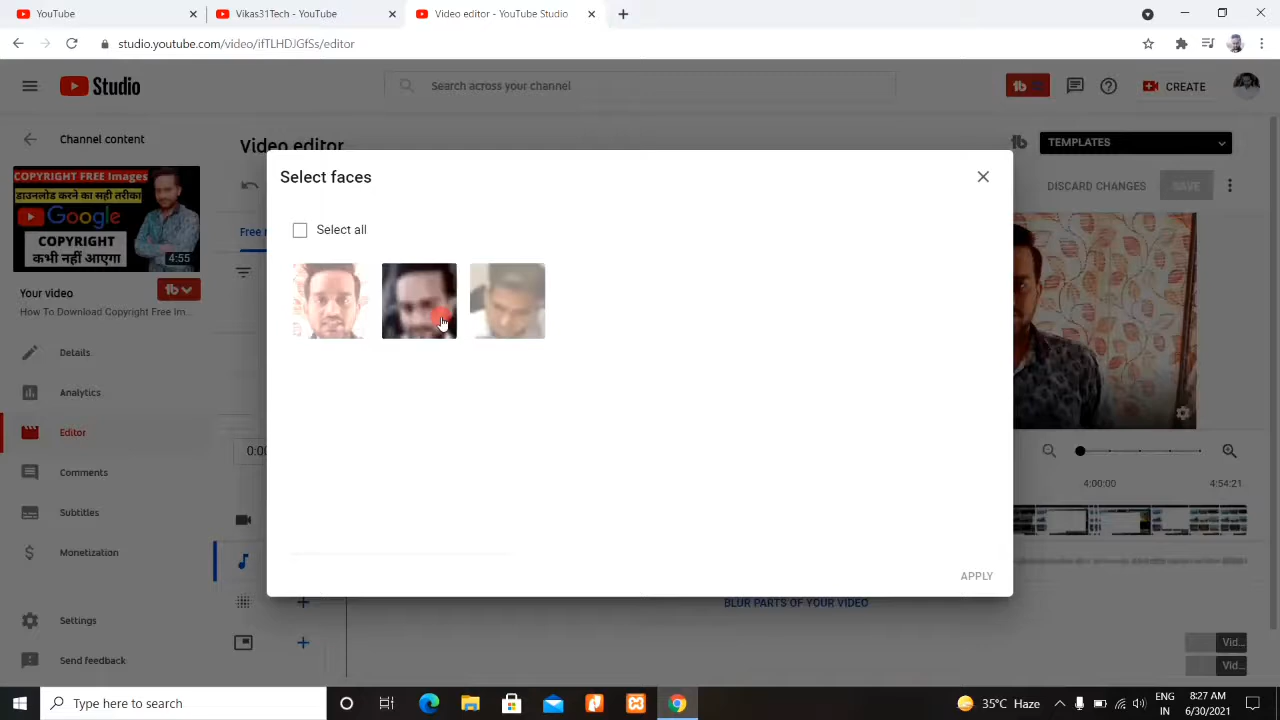 YouTube
Vikas31Tech - YouTube
Video editor - YouTube Studio
studio.youtube.com/video/ifTLHDJGfSs/editor
Studio
Search across your channel
CREATE
Channel content
Video editor
TEMPLATES
COPYRIGHT FREE Images
डाउनलोड करने का सही तरीका
Google
COPYRIGHT
कभी नहीं आएगा
4:55
DISCARD CHANGES
SAVE
Select faces
Select all
Your video
How To Download Copyright Free Im...
Details
Analytics
Editor
Comments
Subtitles
Monetization
Settings
Send feedback
4:00:00
4:54:21
APPLY
BLUR PARTS OF YOUR VIDEO
Vid...
Vid...
Type here to search
35°C Haze
ENG
IN
8:27 AM
6/30/2021